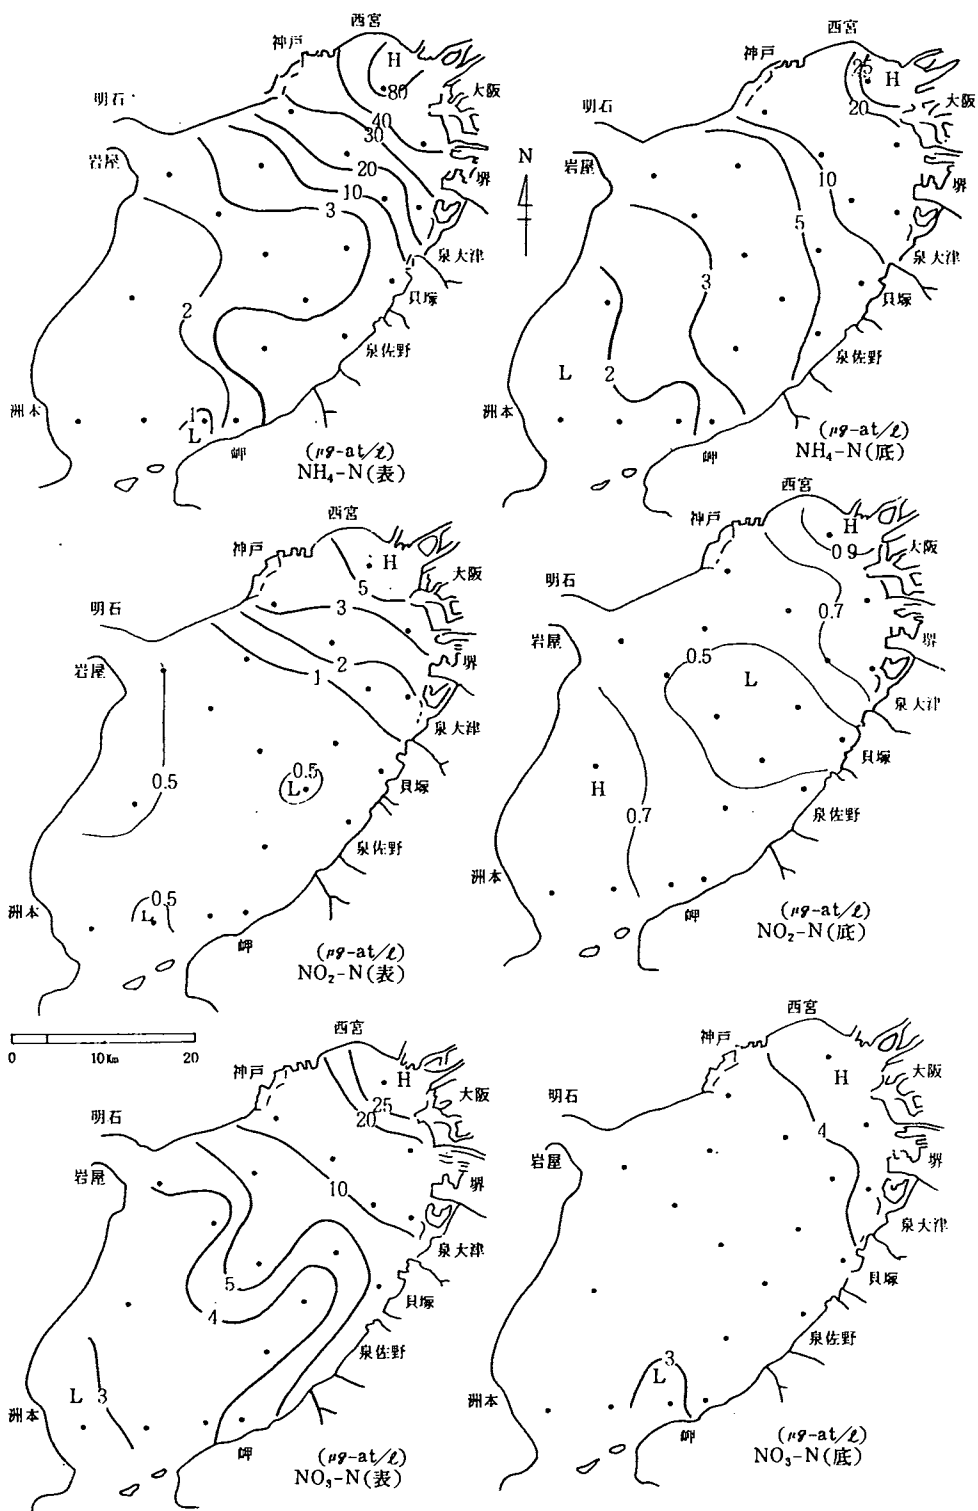 西宮
神戸
H
80
大阪
明石
40
30
岩屋
20
堺
10
3
泉大津
貝塚
2
泉佐野
洲本
1
L
岬
(μg-at/ℓ)
NH₄-N(表)
西宮
神戸
25
H
大阪
20
明石
N
岩屋
堺
10
5
泉大津
3
貝塚
泉佐野
L
2
洲本
岬
(μg-at/ℓ)
NH₄-N(底)
西宮
神戸
H
大阪
5
明石
3
岩屋
2
堺
1
泉大津
0.5
0.5
L
貝塚
泉佐野
洲本
0.5
L
岬
(μg-at/ℓ)
NO₂-N(表)
西宮
神戸
H
0.9
大阪
明石
0.7
岩屋
0.5
堺
L
泉大津
貝塚
H
0.7
泉佐野
洲本
岬
(μg-at/ℓ)
NO₂-N(底)
0
10Km
20
西宮
神戸
H
25
大阪
20
明石
岩屋
堺
10
泉大津
5
4
貝塚
泉佐野
L
3
洲本
岬
(μg-at/ℓ)
NO₃-N(表)
西宮
神戸
H
大阪
明石
4
岩屋
堺
泉大津
貝塚
泉佐野
3
L
洲本
岬
(μg-at/ℓ)
NO₃-N(底)